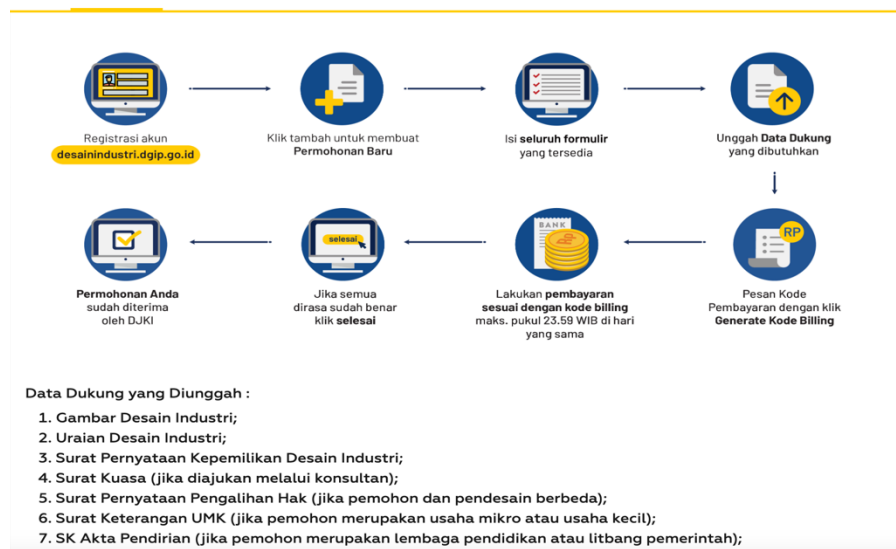 Registrasi akun
desainindustri.dgip.go.id
Klik tambah untuk membuat
Permohonan Baru
Isi seluruh formulir
yang tersedia
Unggah Data Dukung
yang dibutuhkan
Permohonan Anda
sudah diterima
oleh DJKI
selesai
Jika semua
dirasa sudah benar
klik selesai
BANK
Lakukan pembayaran
sesuai dengan kode billing
maks. pukul 23.59 WIB di hari
yang sama
RP
Pesan Kode
Pembayaran dengan klik
Generate Kode Billing
Data Dukung yang Diunggah :
1. Gambar Desain Industri;
2. Uraian Desain Industri;
3. Surat Pernyataan Kepemilikan Desain Industri;
4. Surat Kuasa (jika diajukan melalui konsultan);
5. Surat Pernyataan Pengalihan Hak (jika pemohon dan pendesain berbeda);
6. Surat Keterangan UMK (jika pemohon merupakan usaha mikro atau usaha kecil);
7. SK Akta Pendirian (jika pemohon merupakan lembaga pendidikan atau litbang pemerintah);